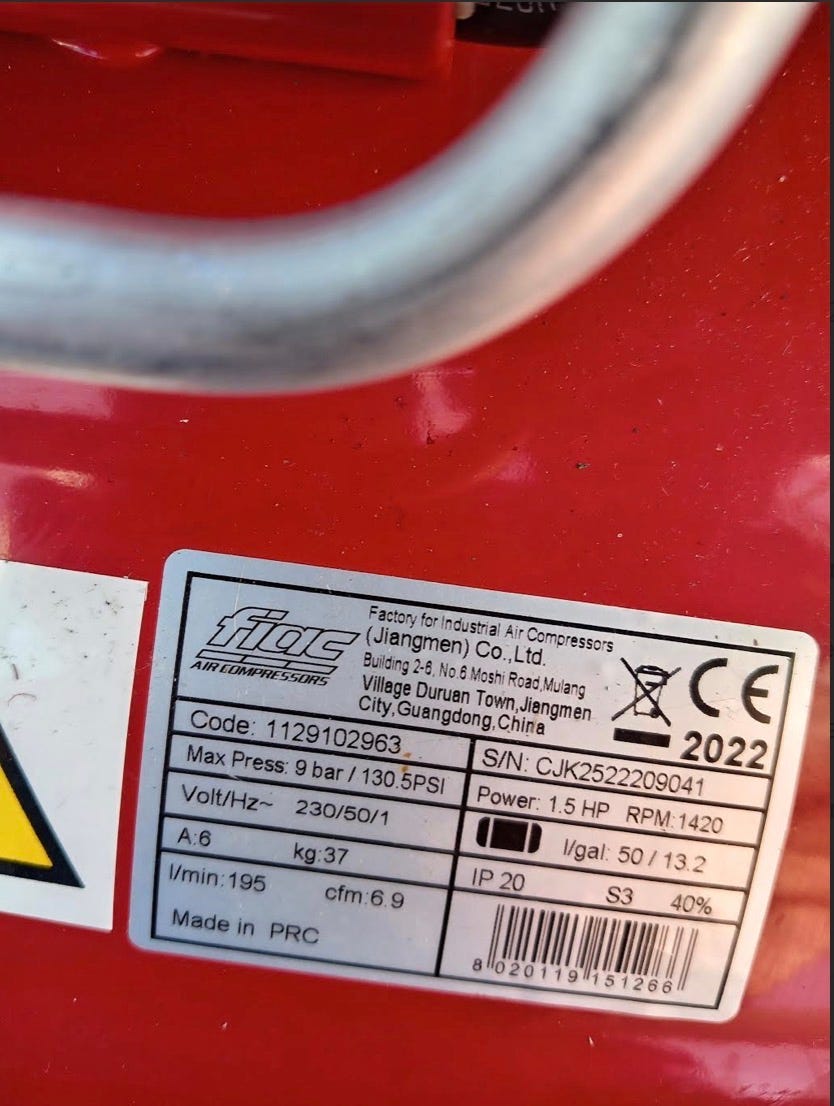 fiac
AIR COMPRESSORS
Factory for Industrial Air Compressors
(Jiangmen) Co.,Ltd.
Building 2-6, No.6 Moshi Road,Mulang
Village Duruan Town,Jiangmen
City,Guangdong,China
CE
2022
Code: 1129102963
S/N: CJK2522209041
Max Press: 9 bar / 130.5PSI
Power: 1.5 HP RPM:1420
Volt/Hz~ 230/50/1
l/gal: 50 / 13.2
A:6 kg:37
IP 20 S3 40%
l/min:195 cfm:6.9
Made in PRC
8 020119 151266